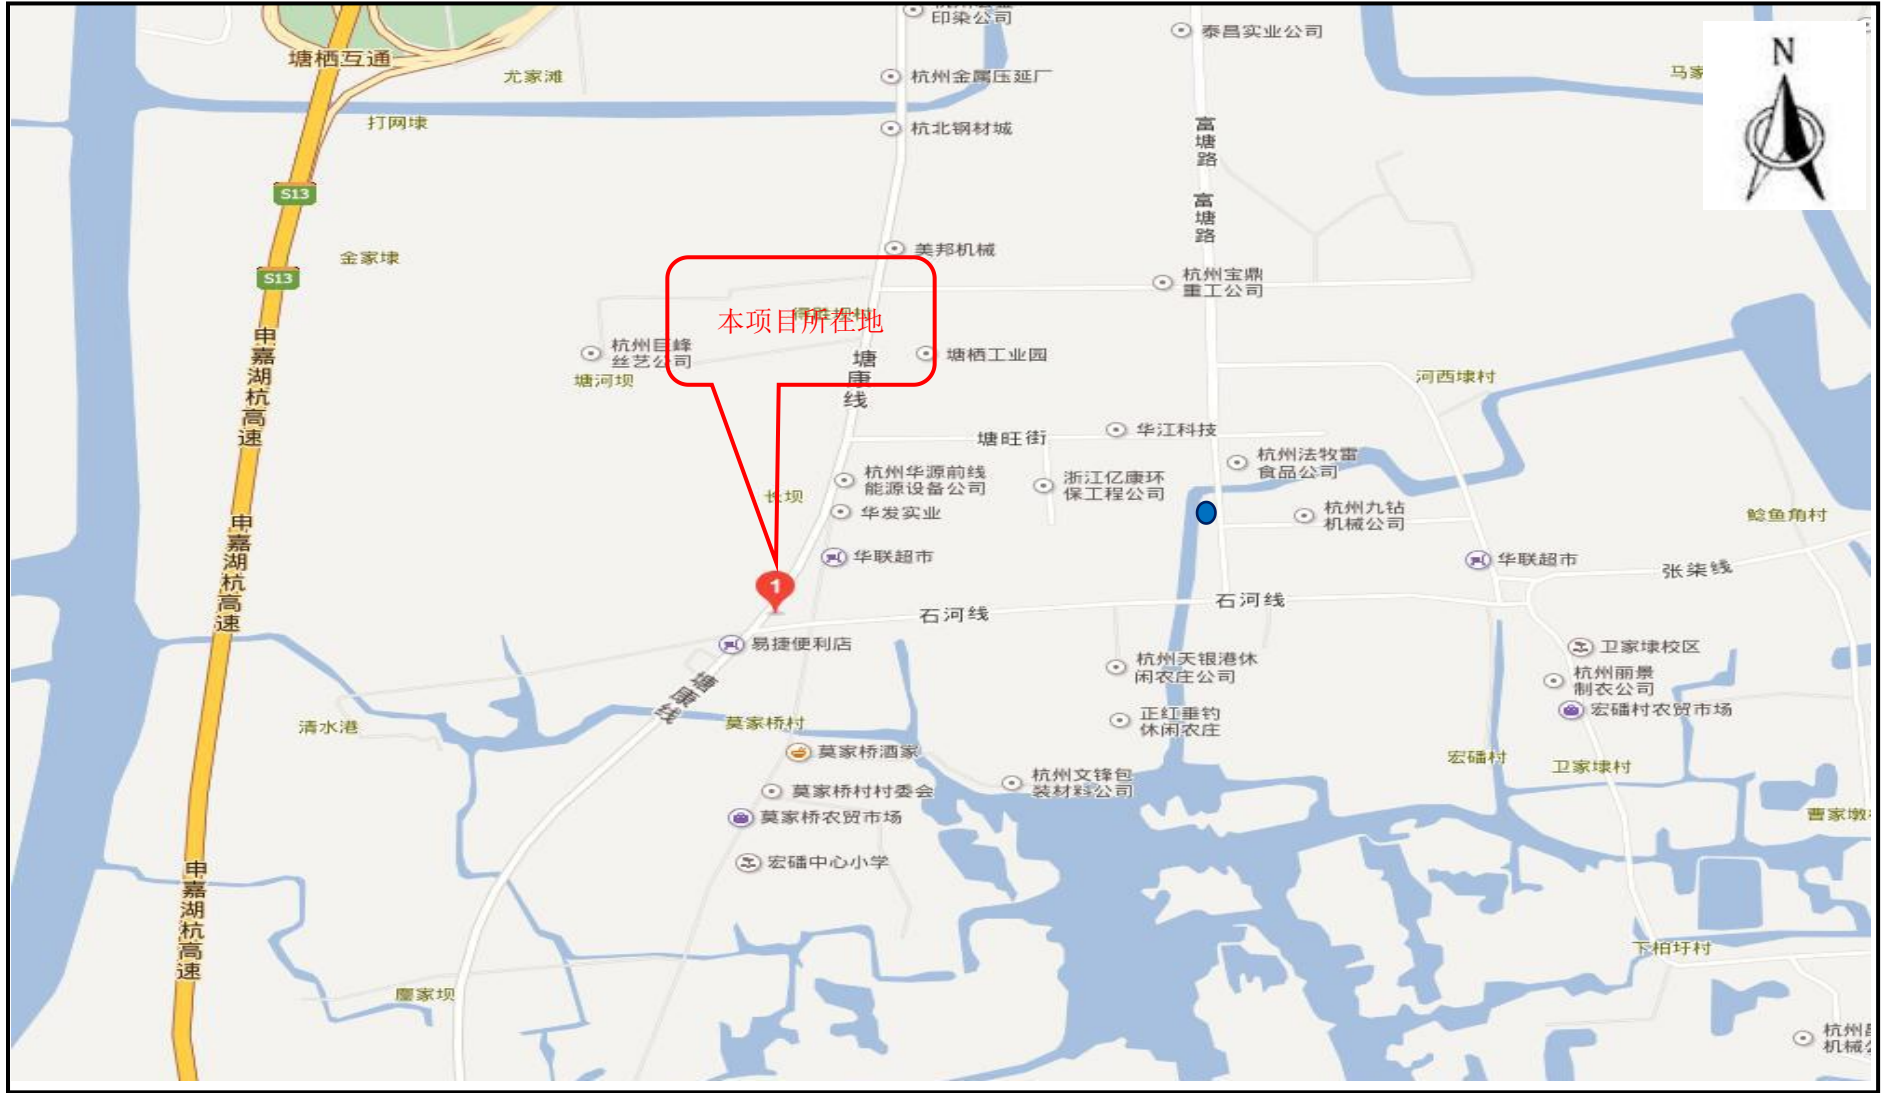 印染公司
泰昌实业公司
N
塘栖互通
尤家滩
杭州金属压延厂
马家
打网埭
杭北钢材城
富塘路
S13
富塘路
美邦机械
金家埭
S13
杭州宝鼎
重工公司
本项目所在地
申嘉湖杭高速
杭州巨峰
丝艺公司
塘康线
塘栖工业园
塘河坝
河西埭村
塘旺街
华江科技
杭州法牧雷
食品公司
杭州华源前线
能源设备公司
浙江亿康环
保工程公司
长坝
华发实业
杭州九钻
机械公司
鲶鱼角村
申嘉湖杭高速
华联超市
华联超市
张柒线
1
石河线
石河线
易捷便利店
卫家埭校区
杭州天银港休
闲农庄公司
杭州丽景
制衣公司
塘康线
宏磻村农贸市场
清水港
莫家桥村
正红垂钓
休闲农庄
莫家桥酒家
宏磻村
卫家埭村
杭州文锋包
装材料公司
莫家桥村村委会
莫家桥农贸市场
曹家墩
宏磻中心小学
申嘉湖杭高速
下柏圩村
家坝
杭州
机械